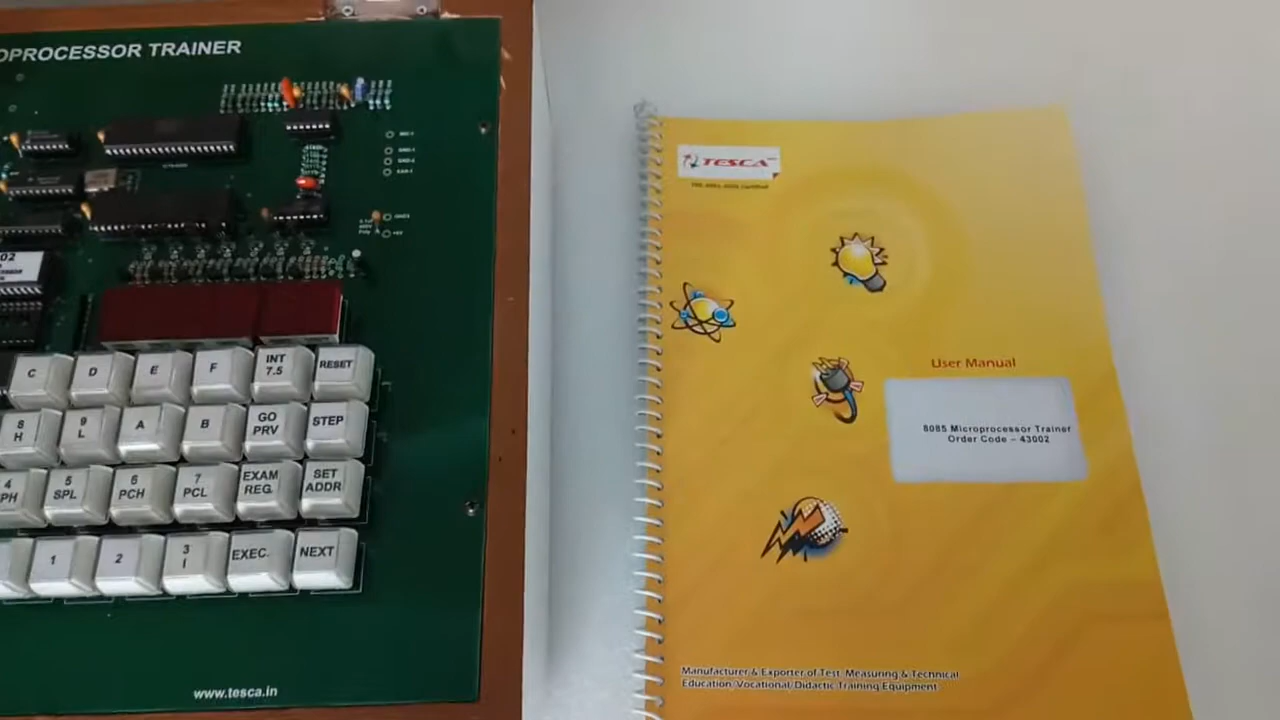 OPROCESSOR TRAINER
02
C
D
E
F
INT
7.5
RESET
8
H
9
L
A
B
GO
PRV
STEP
4
PH
5
SPL
6
PCH
7
PCL
EXAM
REG.
SET
ADDR
1
2
3
I
EXEC.
NEXT
www.tesca.in
TESCA
User Manual
8085 Microprocessor Trainer
Order Code – 43002
Manufacturer & Exporter of Test, Measuring & Technical
Education/Vocational/Didactic Training Equipment